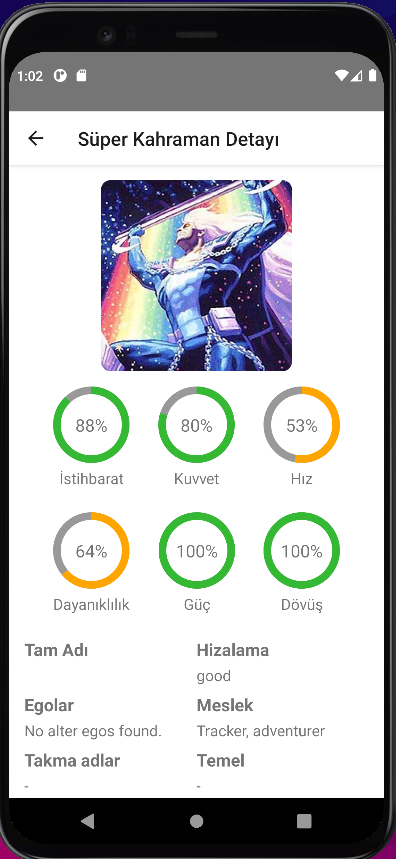 1:02
Süper Kahraman Detayı
88% 80% 53%
İstihbarat Kuvvet Hız
64% 100% 100%
Dayanıklılık Güç Dövüş
Tam Adı Hizalama
good
Egolar Meslek
No alter egos found. Tracker, adventurer
Takma adlar Temel
- -